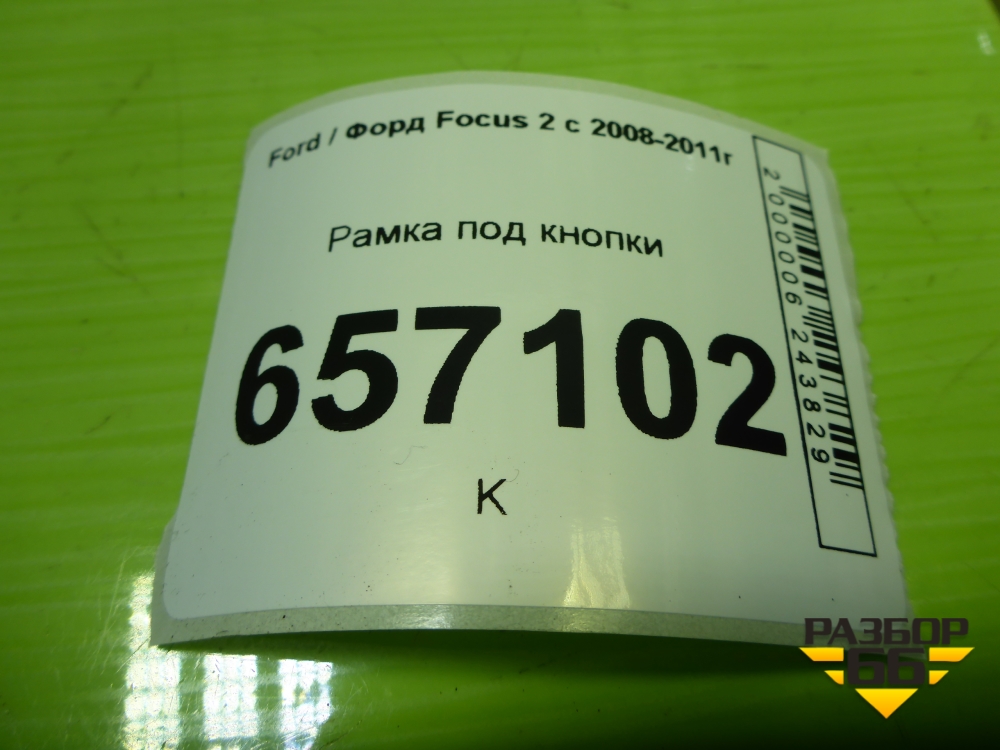 Ford / Форд Focus 2 с 2008-2011г
Рамка под кнопки
657102
К
2000006243829
РАЗБОР
66